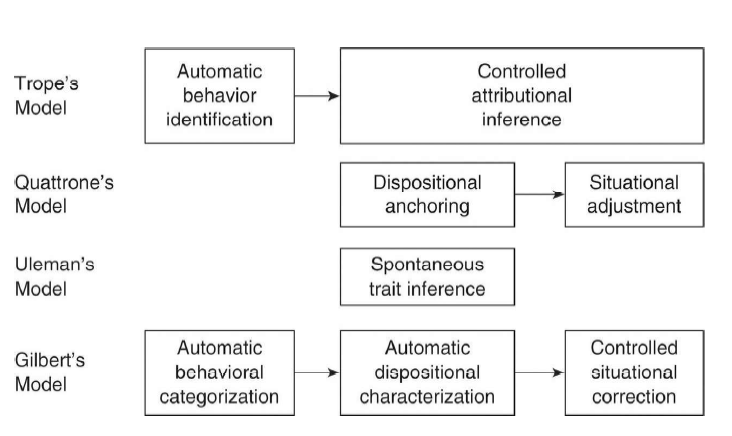 Trope's
Model
Automatic
behavior
identification
Controlled
attributional
inference
Quattrone's
Model
Dispositional
anchoring
Situational
adjustment
Uleman's
Model
Spontaneous
trait inference
Gilbert's
Model
Automatic
behavioral
categorization
Automatic
dispositional
characterization
Controlled
situational
correction